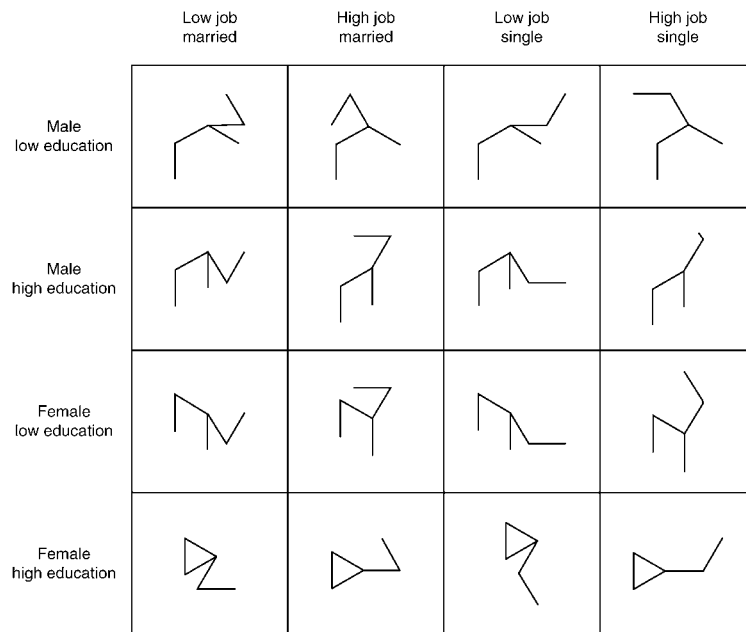 Low job
married
High job
married
Low job
single
High job
single
Male
low education
Male
high education
Female
low education
Female
high education